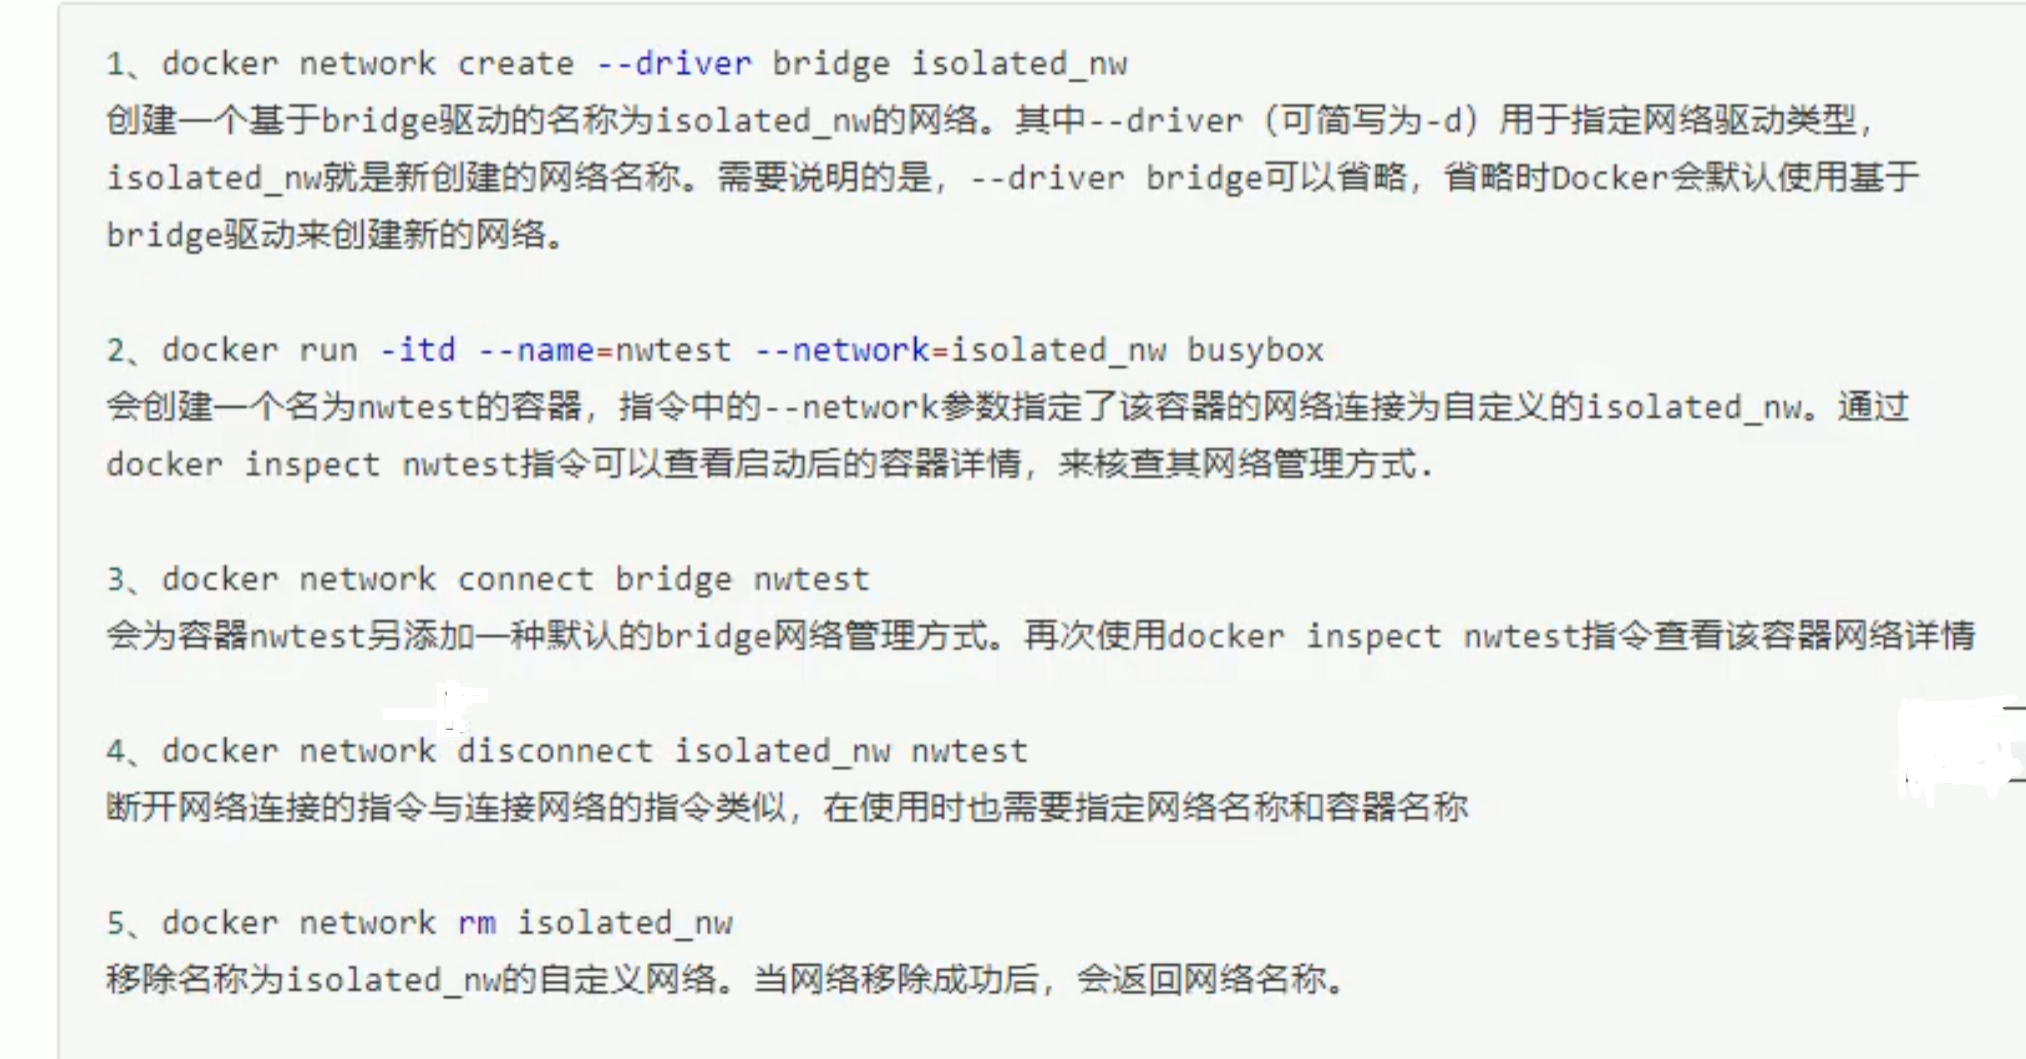 1、docker network create --driver bridge isolated_nw
创建一个基于bridge驱动的名称为isolated_nw的网络。其中--driver（可简写为-d）用于指定网络驱动类型，
isolated_nw就是新创建的网络名称。需要说明的是，--driver bridge可以省略，省略时Docker会默认使用基于
bridge驱动来创建新的网络。
2、docker run -itd --name=nwtest --network=isolated_nw busybox
会创建一个名为nwtest的容器，指令中的--network参数指定了该容器的网络连接为自定义的isolated_nw。通过
docker inspect nwtest指令可以查看启动后的容器详情，来核查其网络管理方式.
3、docker network connect bridge nwtest
会为容器nwtest另添加一种默认的bridge网络管理方式。再次使用docker inspect nwtest指令查看该容器网络详情
4、docker network disconnect isolated_nw nwtest
断开网络连接的指令与连接网络的指令类似，在使用时也需要指定网络名称和容器名称
5、docker network rm isolated_nw
移除名称为isolated_nw的自定义网络。当网络移除成功后，会返回网络名称。